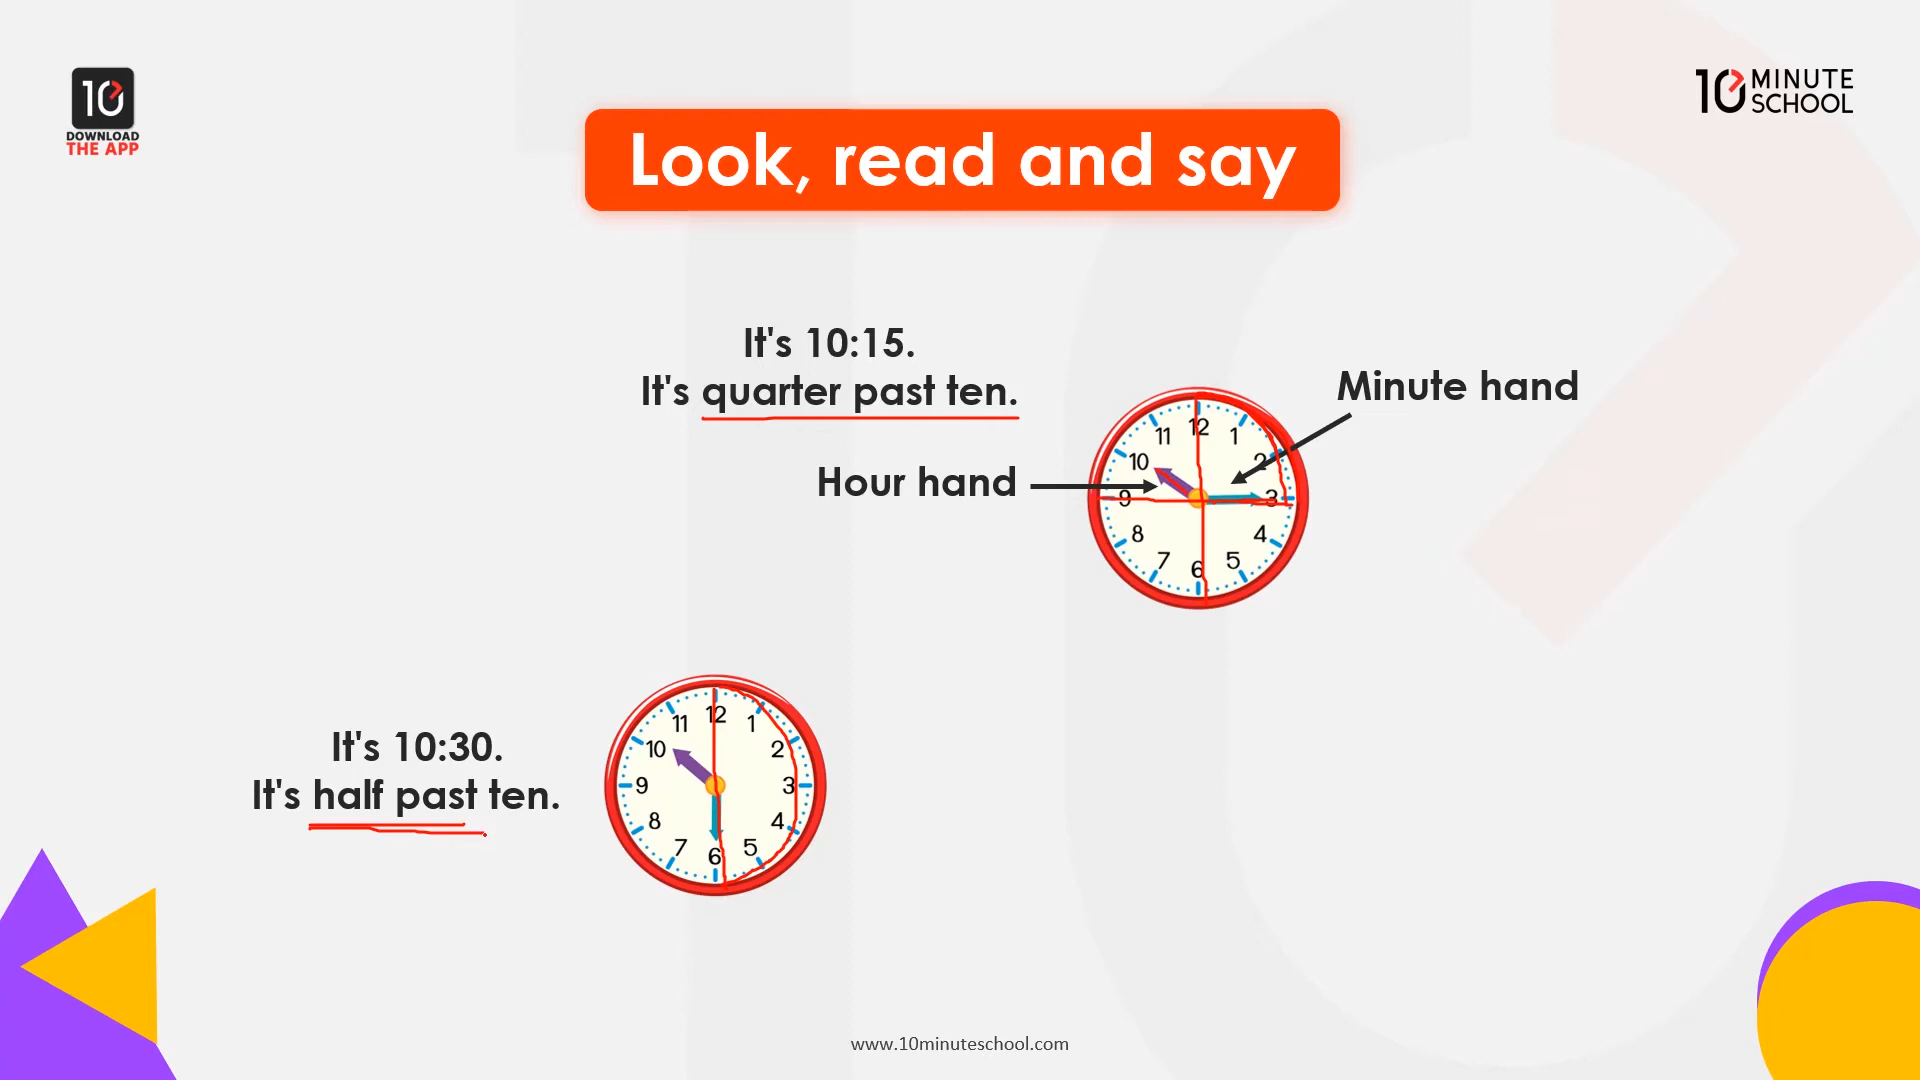 10
DOWNLOAD
THE APP
10 MINUTE
SCHOOL
Look, read and say
It's 10:15.
It's quarter past ten.
Minute hand
Hour hand
12
1
2
3
4
5
6
7
8
9
10
11
It's 10:30.
It's half past ten.
12
1
2
3
4
5
6
7
8
9
10
11
www.10minuteschool.com